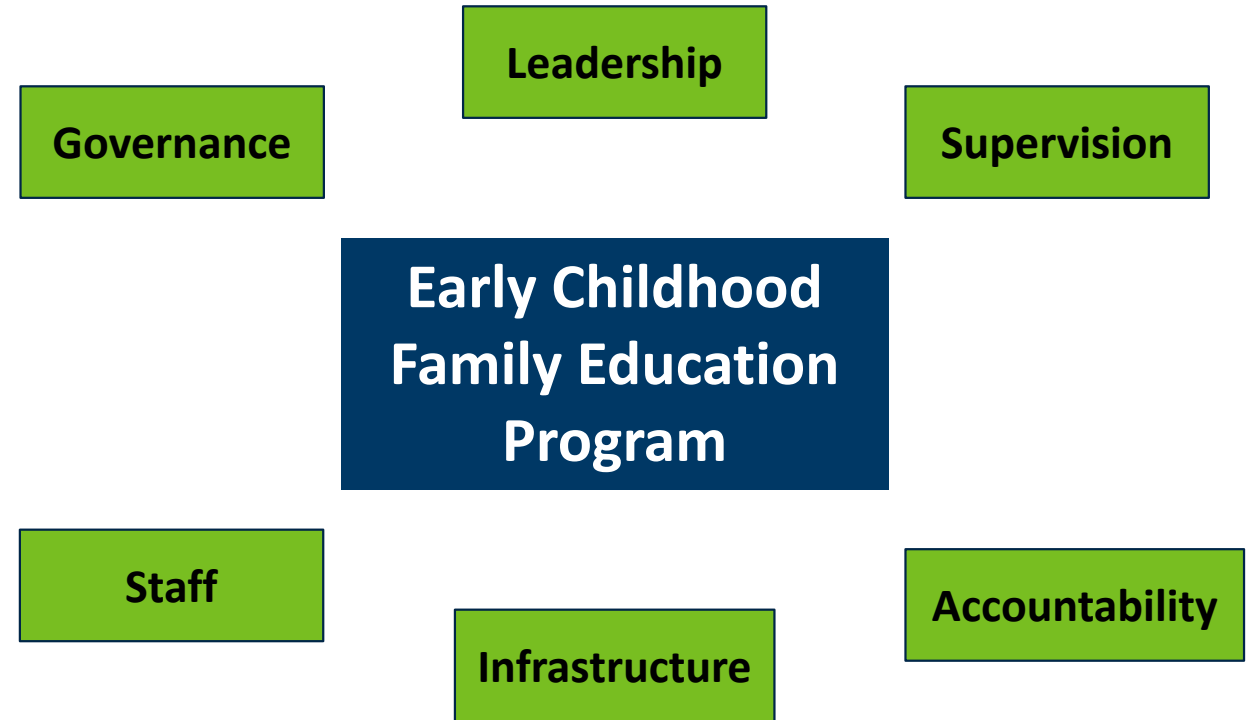 Leadership
Governance
Supervision
Early Childhood
Family Education
Program
Staff
Accountability
Infrastructure